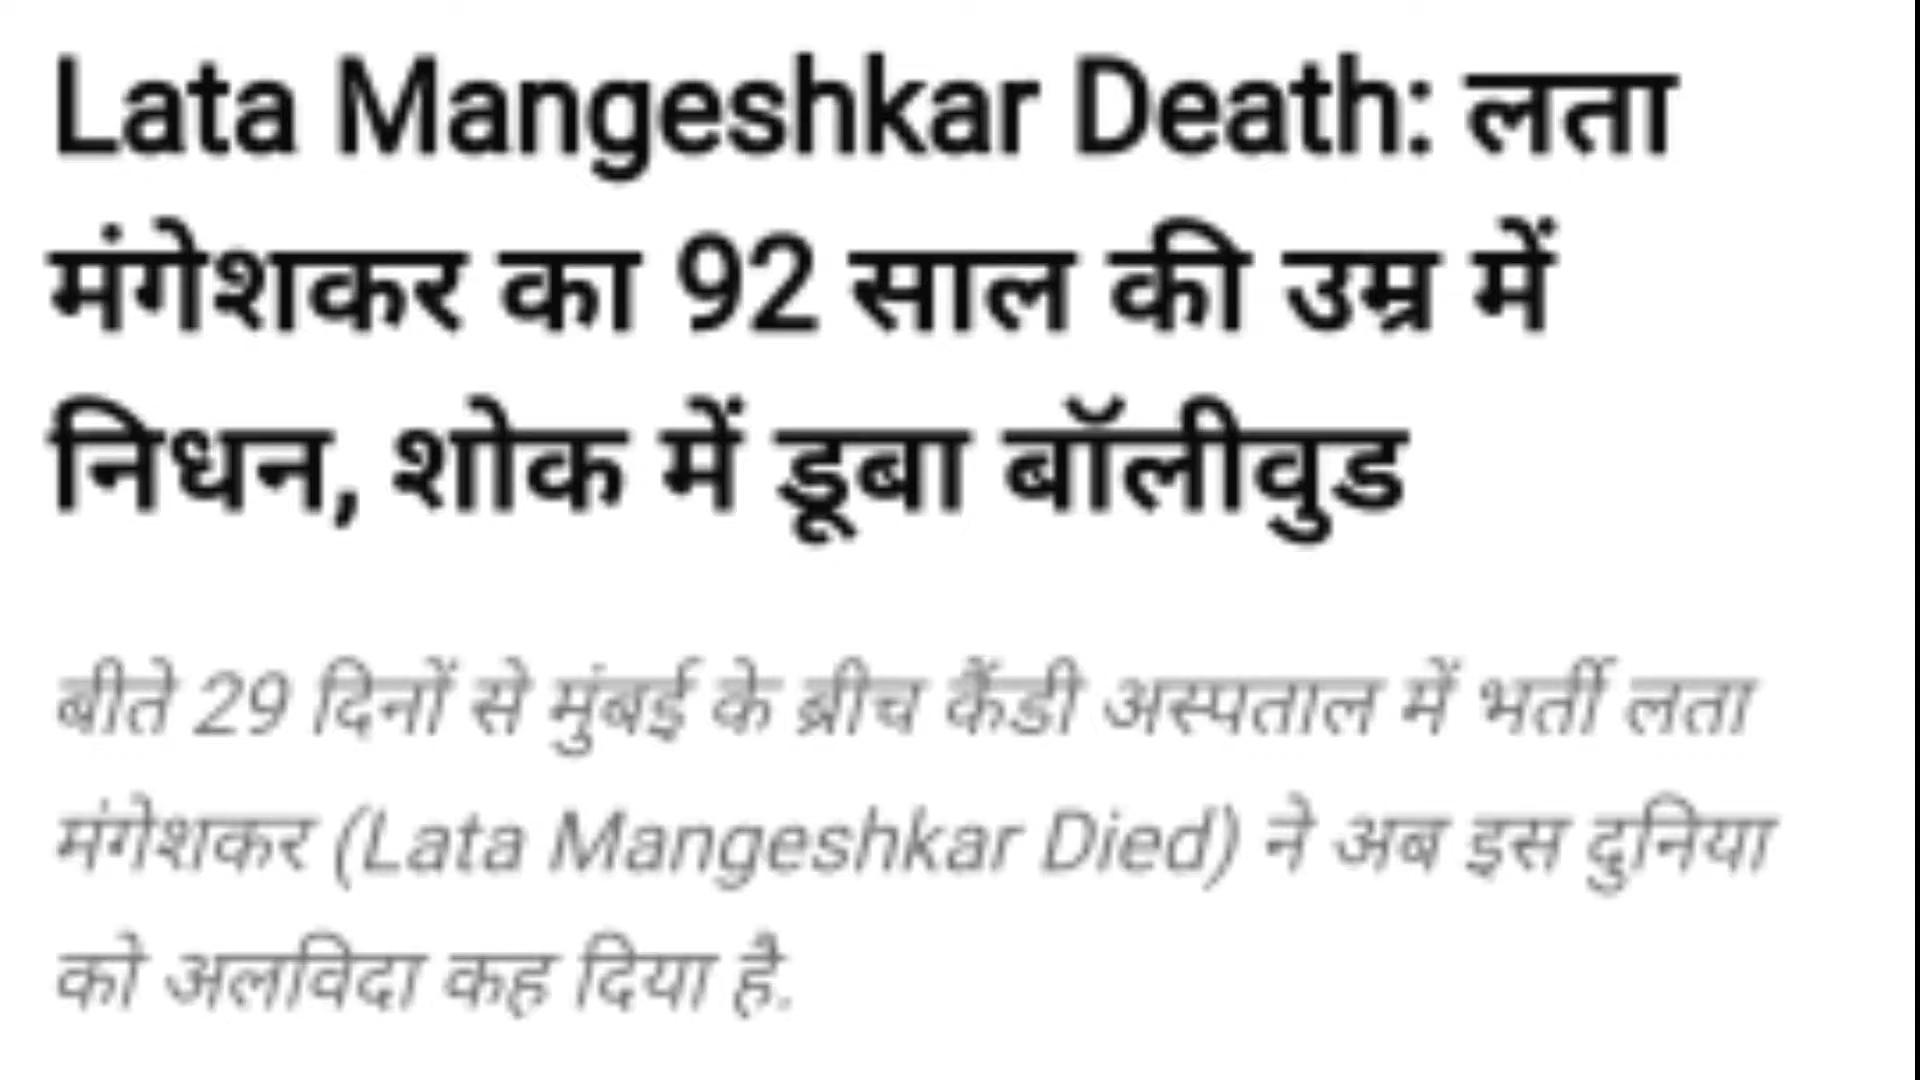 Lata Mangeshkar Death: लता
मंगेशकर का 92 साल की उम्र में
निधन, शोक में डूबा बॉलीवुड
बीते 29 दिनों से मुंबई के ब्रीच कैंडी अस्पताल में भर्ती लता
मंगेशकर (Lata Mangeshkar Died) ने अब इस दुनिया
को अलविदा कह दिया है.